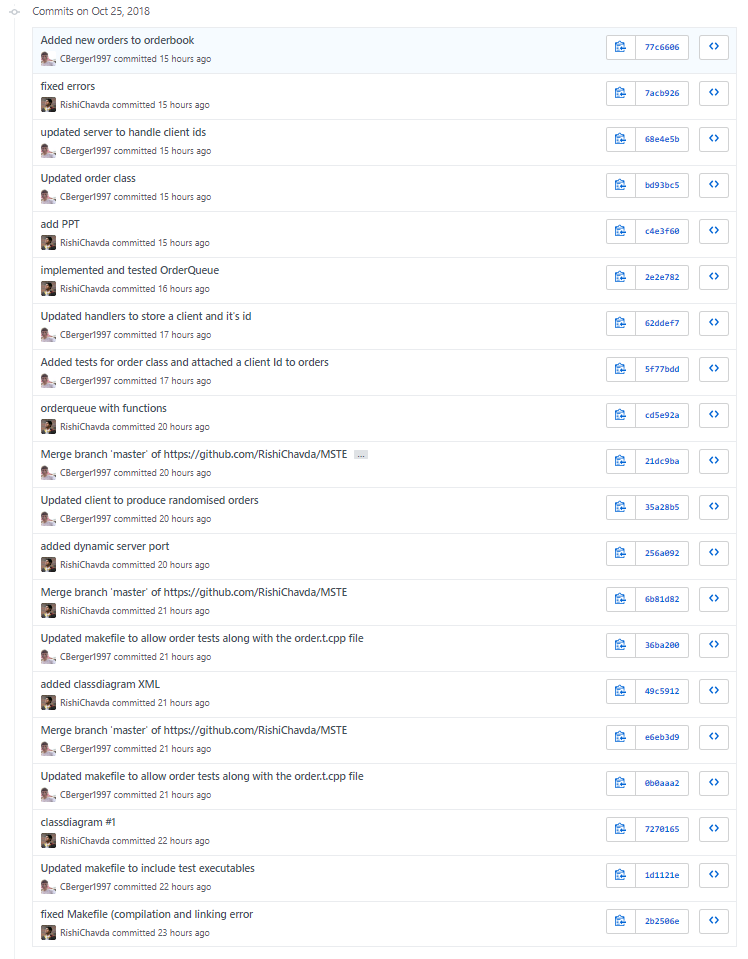 Commits on Oct 25, 2018
Added new orders to orderbook
77c6606
CBerger1997 committed 15 hours ago
fixed errors
7acb926
RishiChavda committed 15 hours ago
updated server to handle client ids
68e4e5b
CBerger1997 committed 15 hours ago
Updated order class
bd93bc5
CBerger1997 committed 15 hours ago
add PPT
c4e3f60
RishiChavda committed 15 hours ago
implemented and tested OrderQueue
2e2e782
RishiChavda committed 16 hours ago
Updated handlers to store a client and it's id
62ddef7
CBerger1997 committed 17 hours ago
Added tests for order class and attached a client Id to orders
5f77bdd
CBerger1997 committed 17 hours ago
orderqueue with functions
cd5e92a
RishiChavda committed 20 hours ago
Merge branch 'master' of https://github.com/RishiChavda/MSTE ...
21dc9ba
CBerger1997 committed 20 hours ago
Updated client to produce randomised orders
35a28b5
CBerger1997 committed 20 hours ago
added dynamic server port
256a092
RishiChavda committed 20 hours ago
Merge branch 'master' of https://github.com/RishiChavda/MSTE
6b81d82
RishiChavda committed 21 hours ago
Updated makefile to allow order tests along with the order.t.cpp file
36ba200
CBerger1997 committed 21 hours ago
added classdiagram XML
49c5912
RishiChavda committed 21 hours ago
Merge branch 'master' of https://github.com/RishiChavda/MSTE
e6eb3d9
CBerger1997 committed 21 hours ago
Updated makefile to allow order tests along with the order.t.cpp file
0b0aaa2
CBerger1997 committed 21 hours ago
classdiagram #1
7270165
RishiChavda committed 22 hours ago
Updated makefile to include test executables
1d1121e
CBerger1997 committed 22 hours ago
fixed Makefile (compilation and linking error
2b2506e
RishiChavda committed 23 hours ago